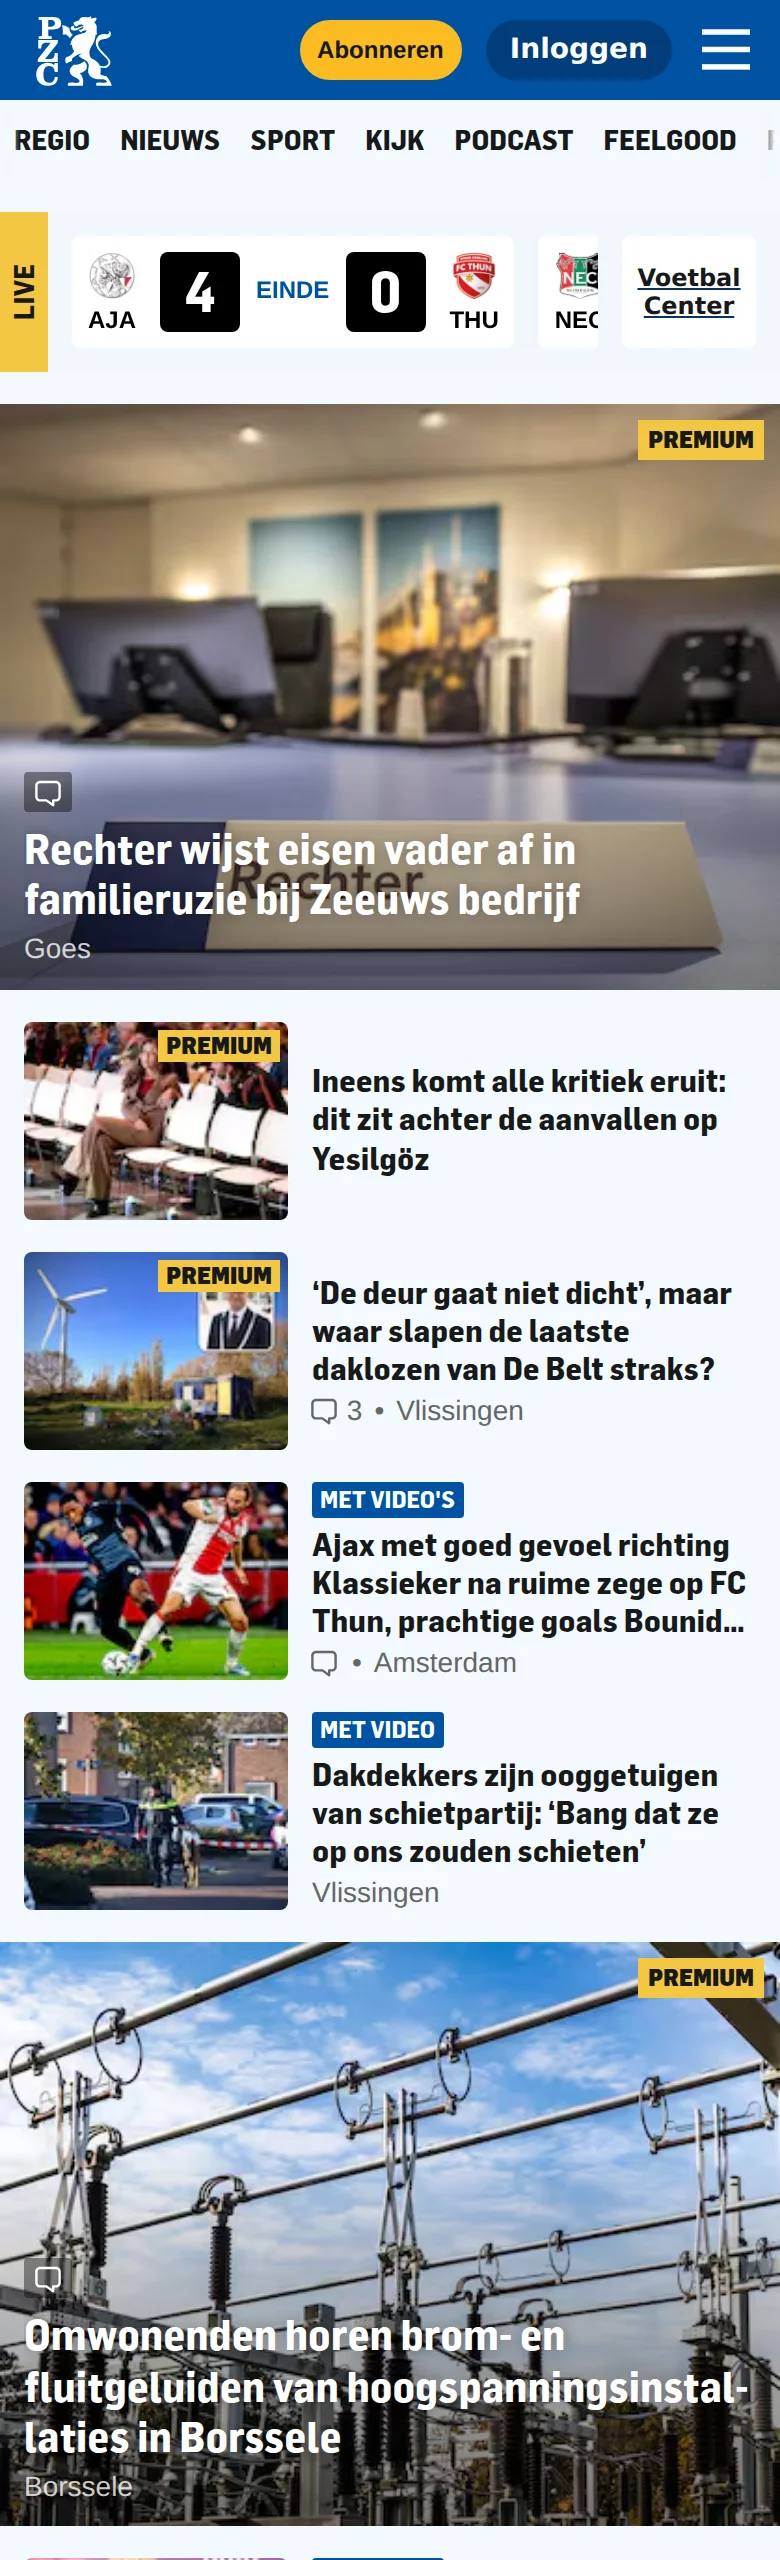 PZC
Abonneren
Inloggen
REGIO NIEUWS SPORT KIJK PODCAST FEELGOOD
LIVE
AJA
4
EINDE
0
FC THUN
THU
NEC
NEC
Voetbal
Center
PREMIUM
Rechter
Rechter wijst eisen vader af in
familieruzie bij Zeeuws bedrijf
Goes
PREMIUM
Ineens komt alle kritiek eruit:
dit zit achter de aanvallen op
Yesilgöz
PREMIUM
‘De deur gaat niet dicht’, maar
waar slapen de laatste
daklozen van De Belt straks?
3 • Vlissingen
MET VIDEO'S
Ajax met goed gevoel richting
Klassieker na ruime zege op FC
Thun, prachtige goals Bounid...
• Amsterdam
MET VIDEO
Dakdekkers zijn ooggetuigen
van schietpartij: ‘Bang dat ze
op ons zouden schieten’
Vlissingen
PREMIUM
Omwonenden horen brom- en
fluitgeluiden van hoogspanningsinstal-
laties in Borssele
Borssele